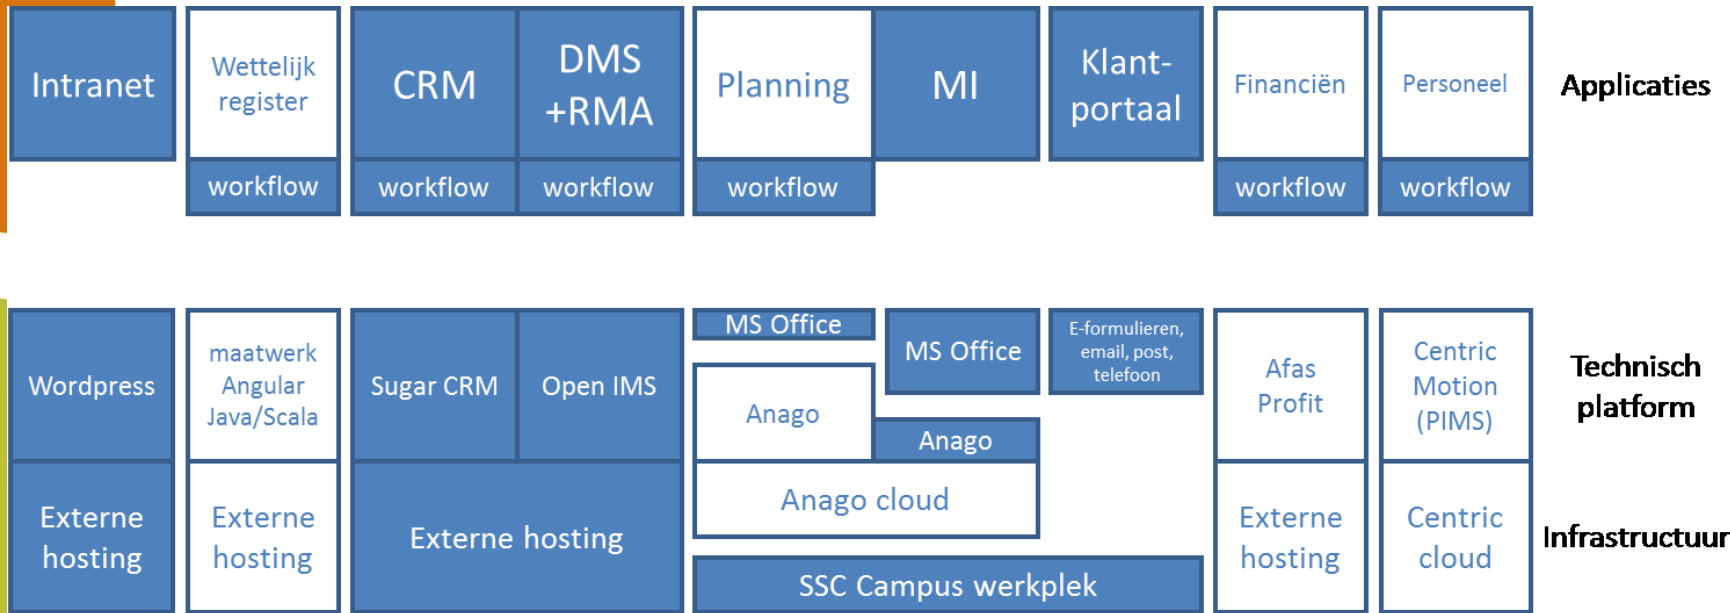 Intranet
Wettelijk
register
CRM
DMS
+RMA
Planning
MI
Klant-
portaal
Financiën
Personeel
Applicaties
workflow
workflow
workflow
workflow
workflow
workflow
Wordpress
maatwerk
Angular
Java/Scala
Sugar CRM
Open IMS
MS Office
Anago
MS Office
Anago
E-formulieren,
email, post,
telefoon
Afas
Profit
Centric
Motion
(PIMS)
Technisch
platform
Externe
hosting
Externe
hosting
Externe hosting
Anago cloud
SSC Campus werkplek
Externe
hosting
Centric
cloud
Infrastructuur